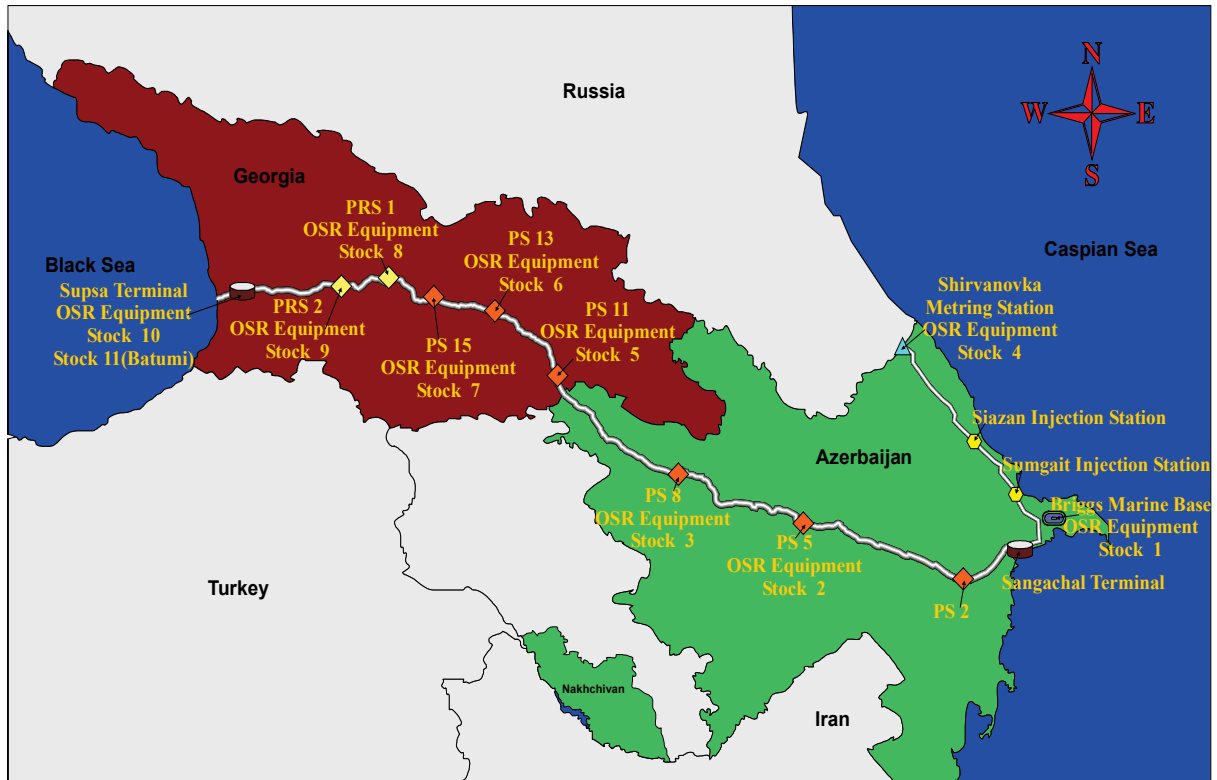 N
W
E
S
Russia
Georgia
PRS 1
OSR Equipment
Stock 8
PS 13
OSR Equipment
Stock 6
Black Sea
Supsa Terminal
OSR Equipment
Stock 10
Stock 11(Batumi)
PRS 2
OSR Equipment
Stock 9
PS 15
OSR Equipment
Stock 7
PS 11
OSR Equipment
Stock 5
Caspian Sea
Shirvanovka
Metring Station
OSR Equipment
Stock 4
Siazan Injection Station
Azerbaijan
Sumgait Injection Station
Briggs Marine Base
OSR Equipment
Stock 1
PS 8
OSR Equipment
Stock 3
PS 5
OSR Equipment
Stock 2
Sangachal Terminal
PS 2
Turkey
Nakhchivan
Iran